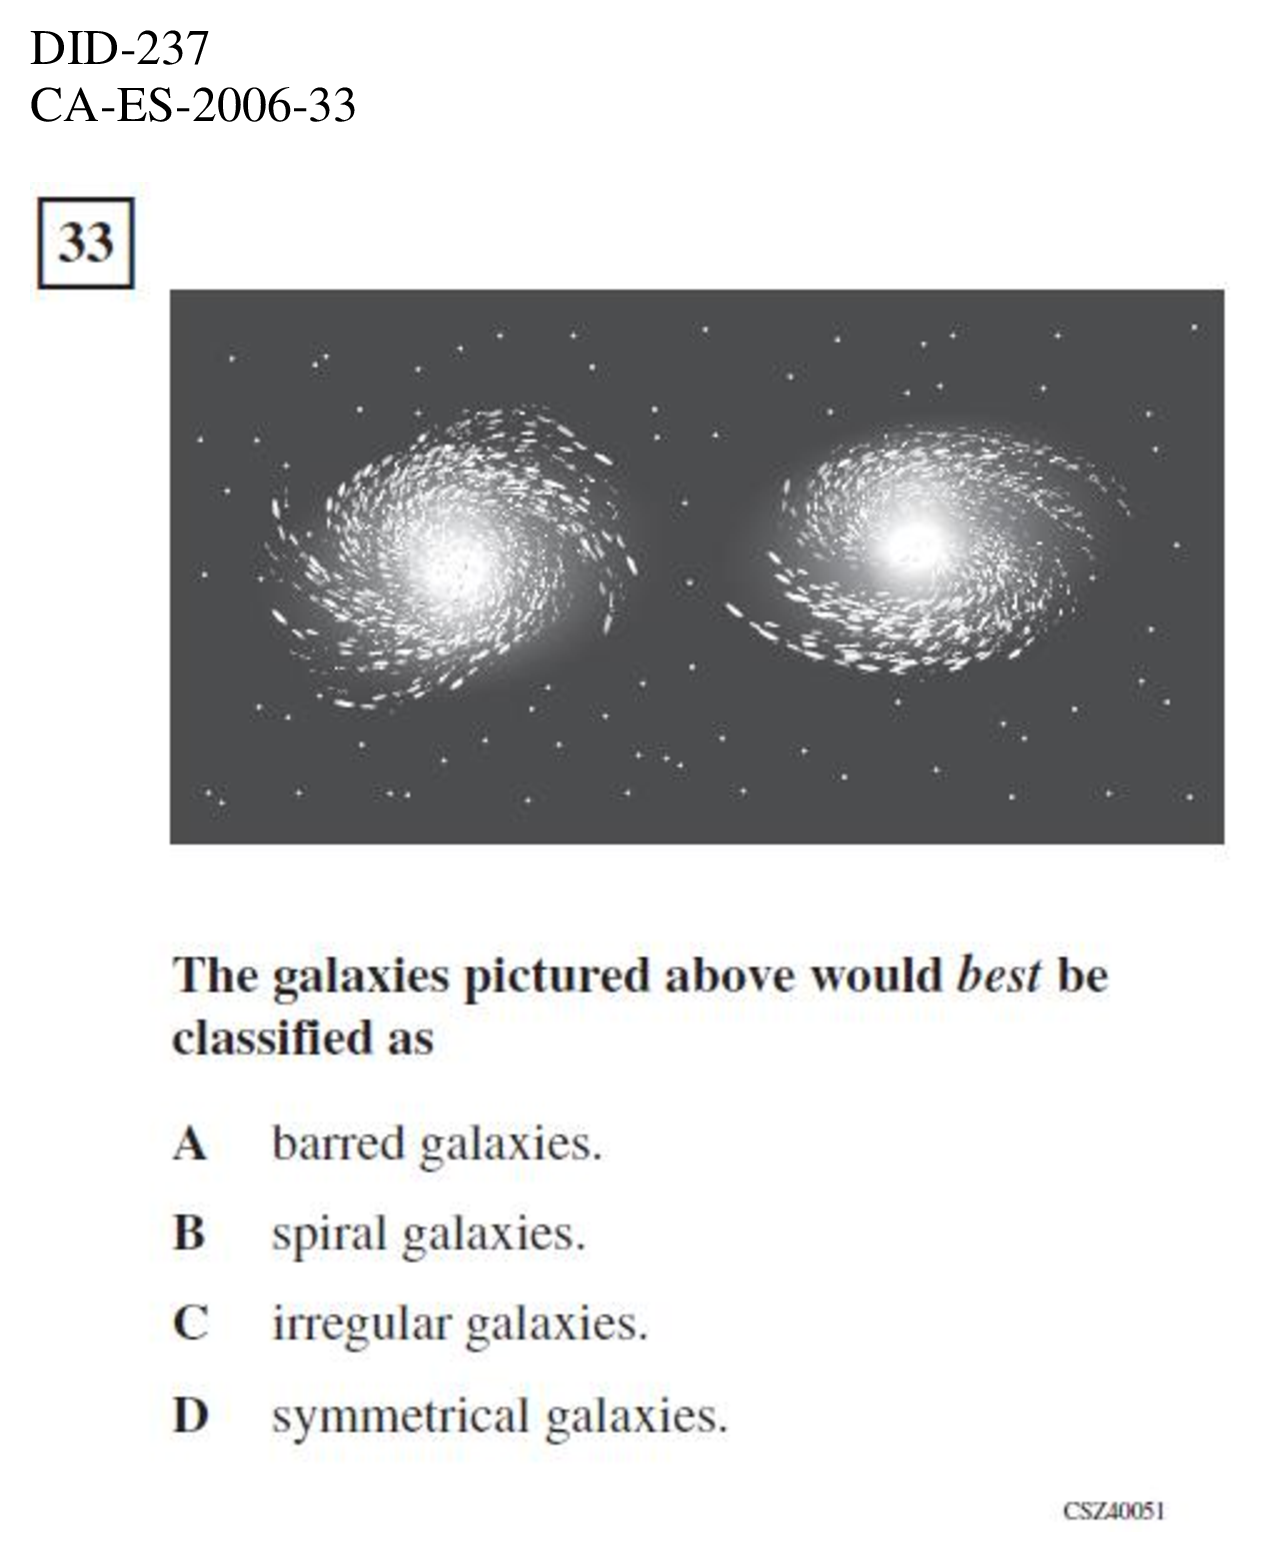 DID-237
CA-ES-2006-33
33
The galaxies pictured above would best be
classified as
A barred galaxies.
B spiral galaxies.
C irregular galaxies.
D symmetrical galaxies.
CSZ40051